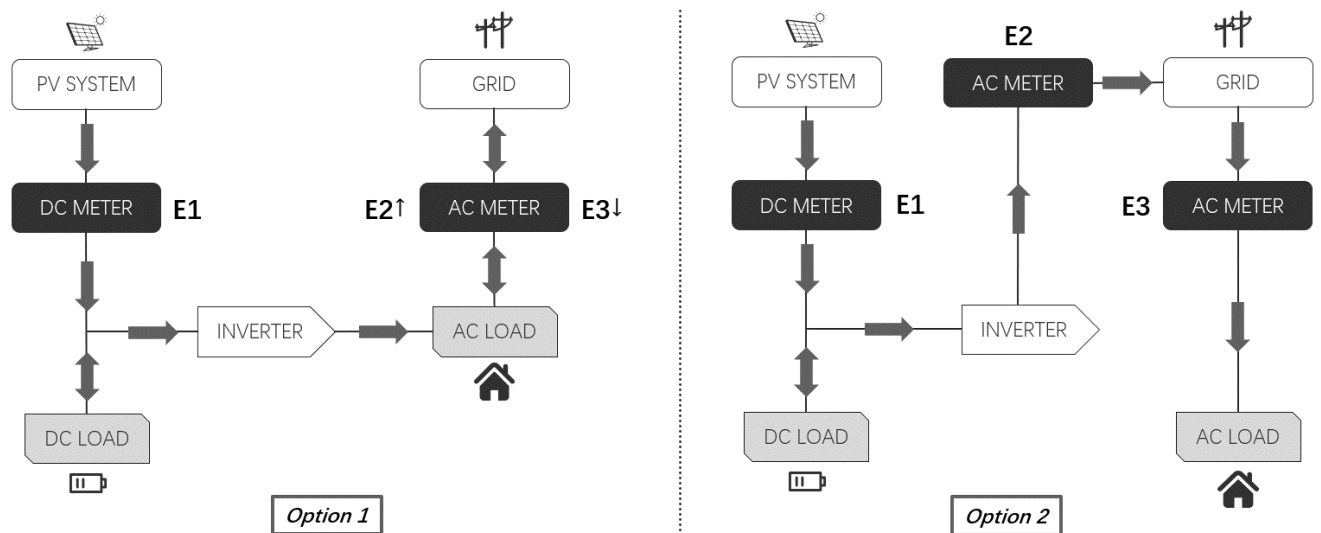 PV SYSTEM
GRID
DC METER
E1
E2↑
AC METER
E3↓
INVERTER
AC LOAD
DC LOAD
Option 1
E2
PV SYSTEM
AC METER
GRID
DC METER
E1
E3
AC METER
INVERTER
DC LOAD
AC LOAD
Option 2